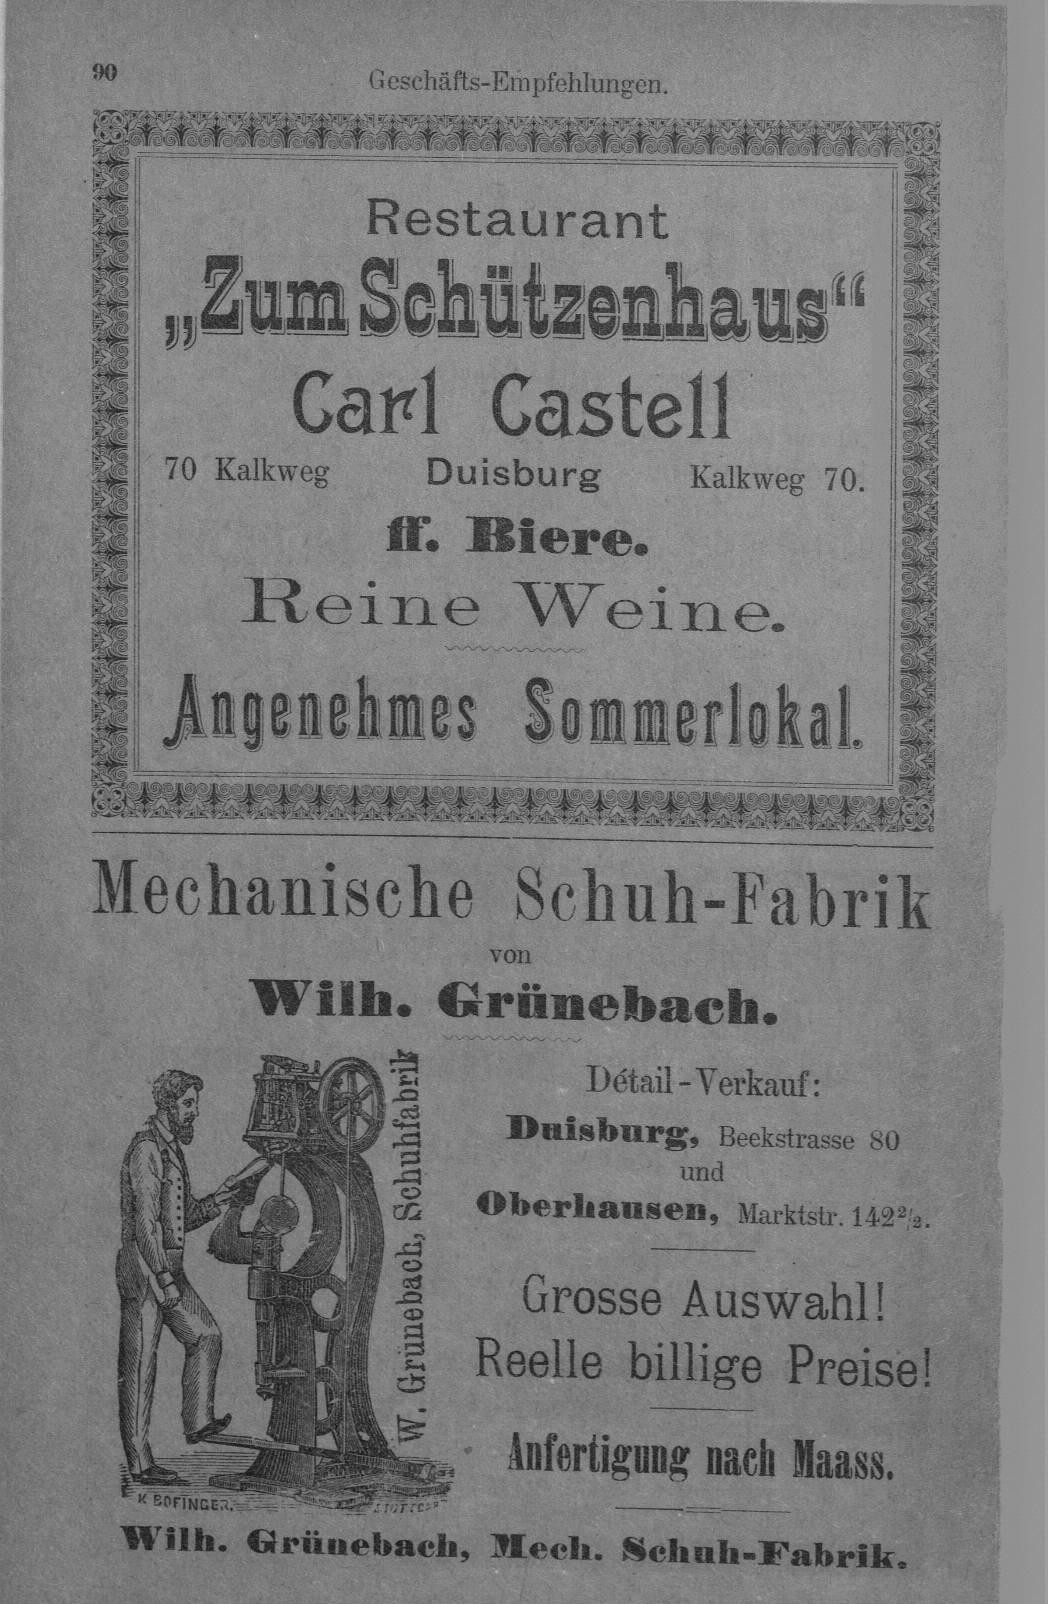 90
Geschäfts-Empfehlungen.
Restaurant
„Zum Schützenhaus“
Carl Castell
70 Kalkweg Duisburg Kalkweg 70.
ff. Biere.
Reine Weine.
Angenehmes Sommerlokal.
Mechanische Schuh-Fabrik
von
Wilh. Grünebach.
W. Grünebach, Schuhfabrik
Détail-Verkauf:
Duisburg, Beekstrasse 80
und
Oberhausen, Marktstr. 142²/₂.
Grosse Auswahl!
Reelle billige Preise!
Anfertigung nach Maass.
K BOFINGER.
Wilh. Grünebach, Mech. Schuh-Fabrik.